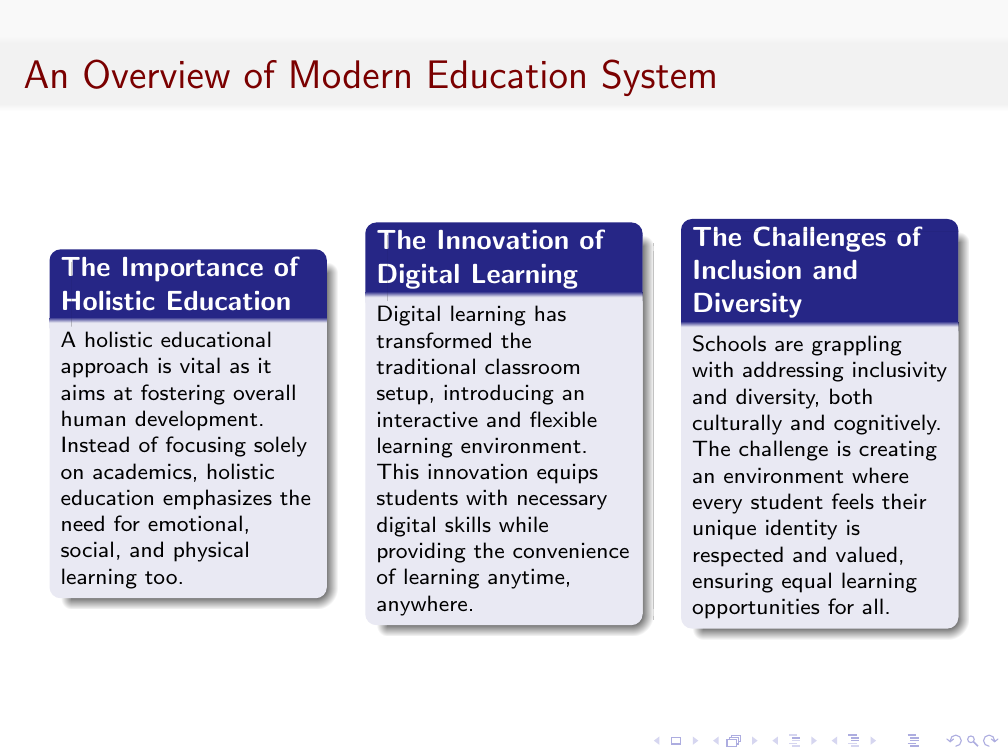 An Overview of Modern Education System
The Importance of
Holistic Education
A holistic educational
approach is vital as it
aims at fostering overall
human development.
Instead of focusing solely
on academics, holistic
education emphasizes the
need for emotional,
social, and physical
learning too.
The Innovation of
Digital Learning
Digital learning has
transformed the
traditional classroom
setup, introducing an
interactive and flexible
learning environment.
This innovation equips
students with necessary
digital skills while
providing the convenience
of learning anytime,
anywhere.
The Challenges of
Inclusion and
Diversity
Schools are grappling
with addressing inclusivity
and diversity, both
culturally and cognitively.
The challenge is creating
an environment where
every student feels their
unique identity is
respected and valued,
ensuring equal learning
opportunities for all.